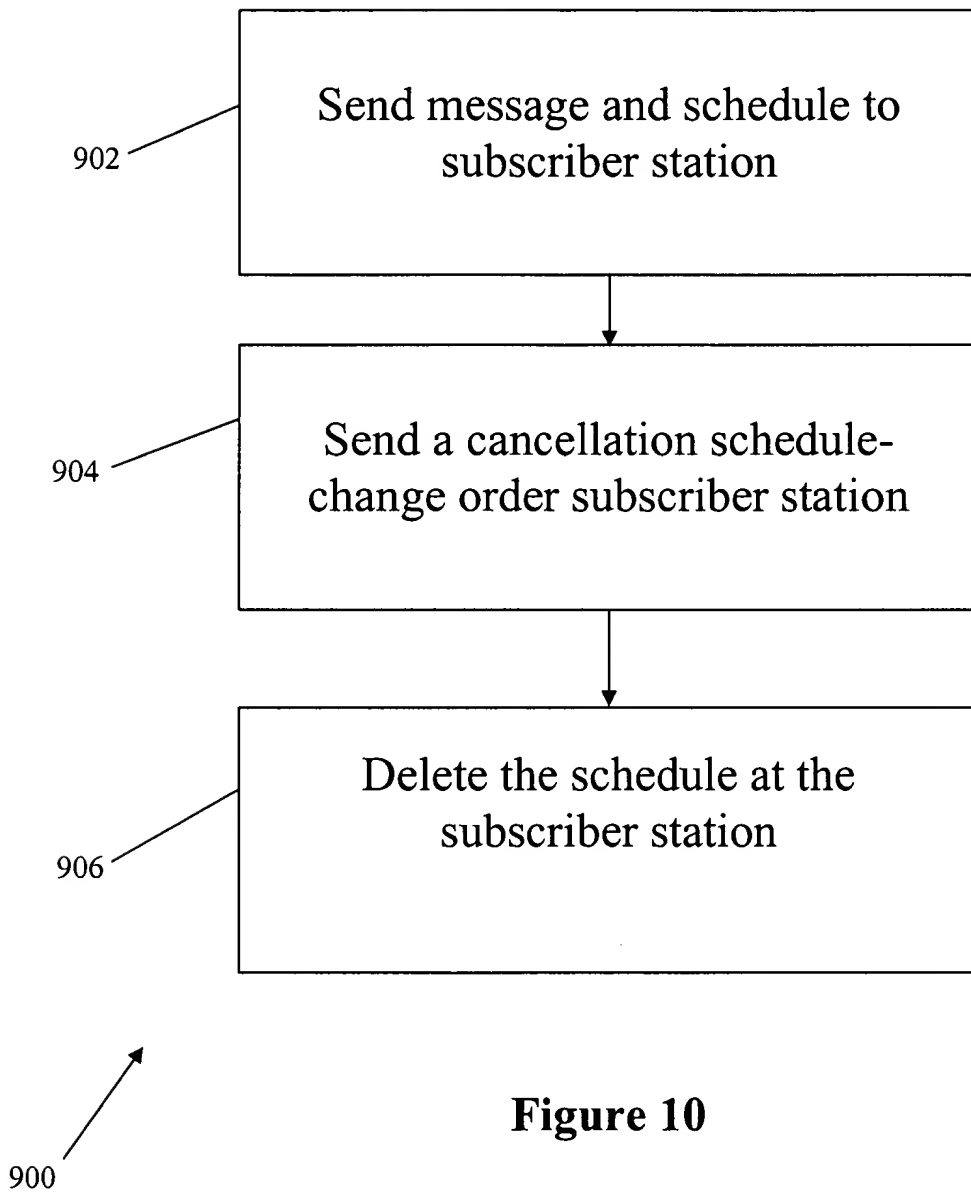 Send message and schedule to
subscriber station
902
Send a cancellation schedule-
change order subscriber station
904
Delete the schedule at the
subscriber station
906
Figure 10
900